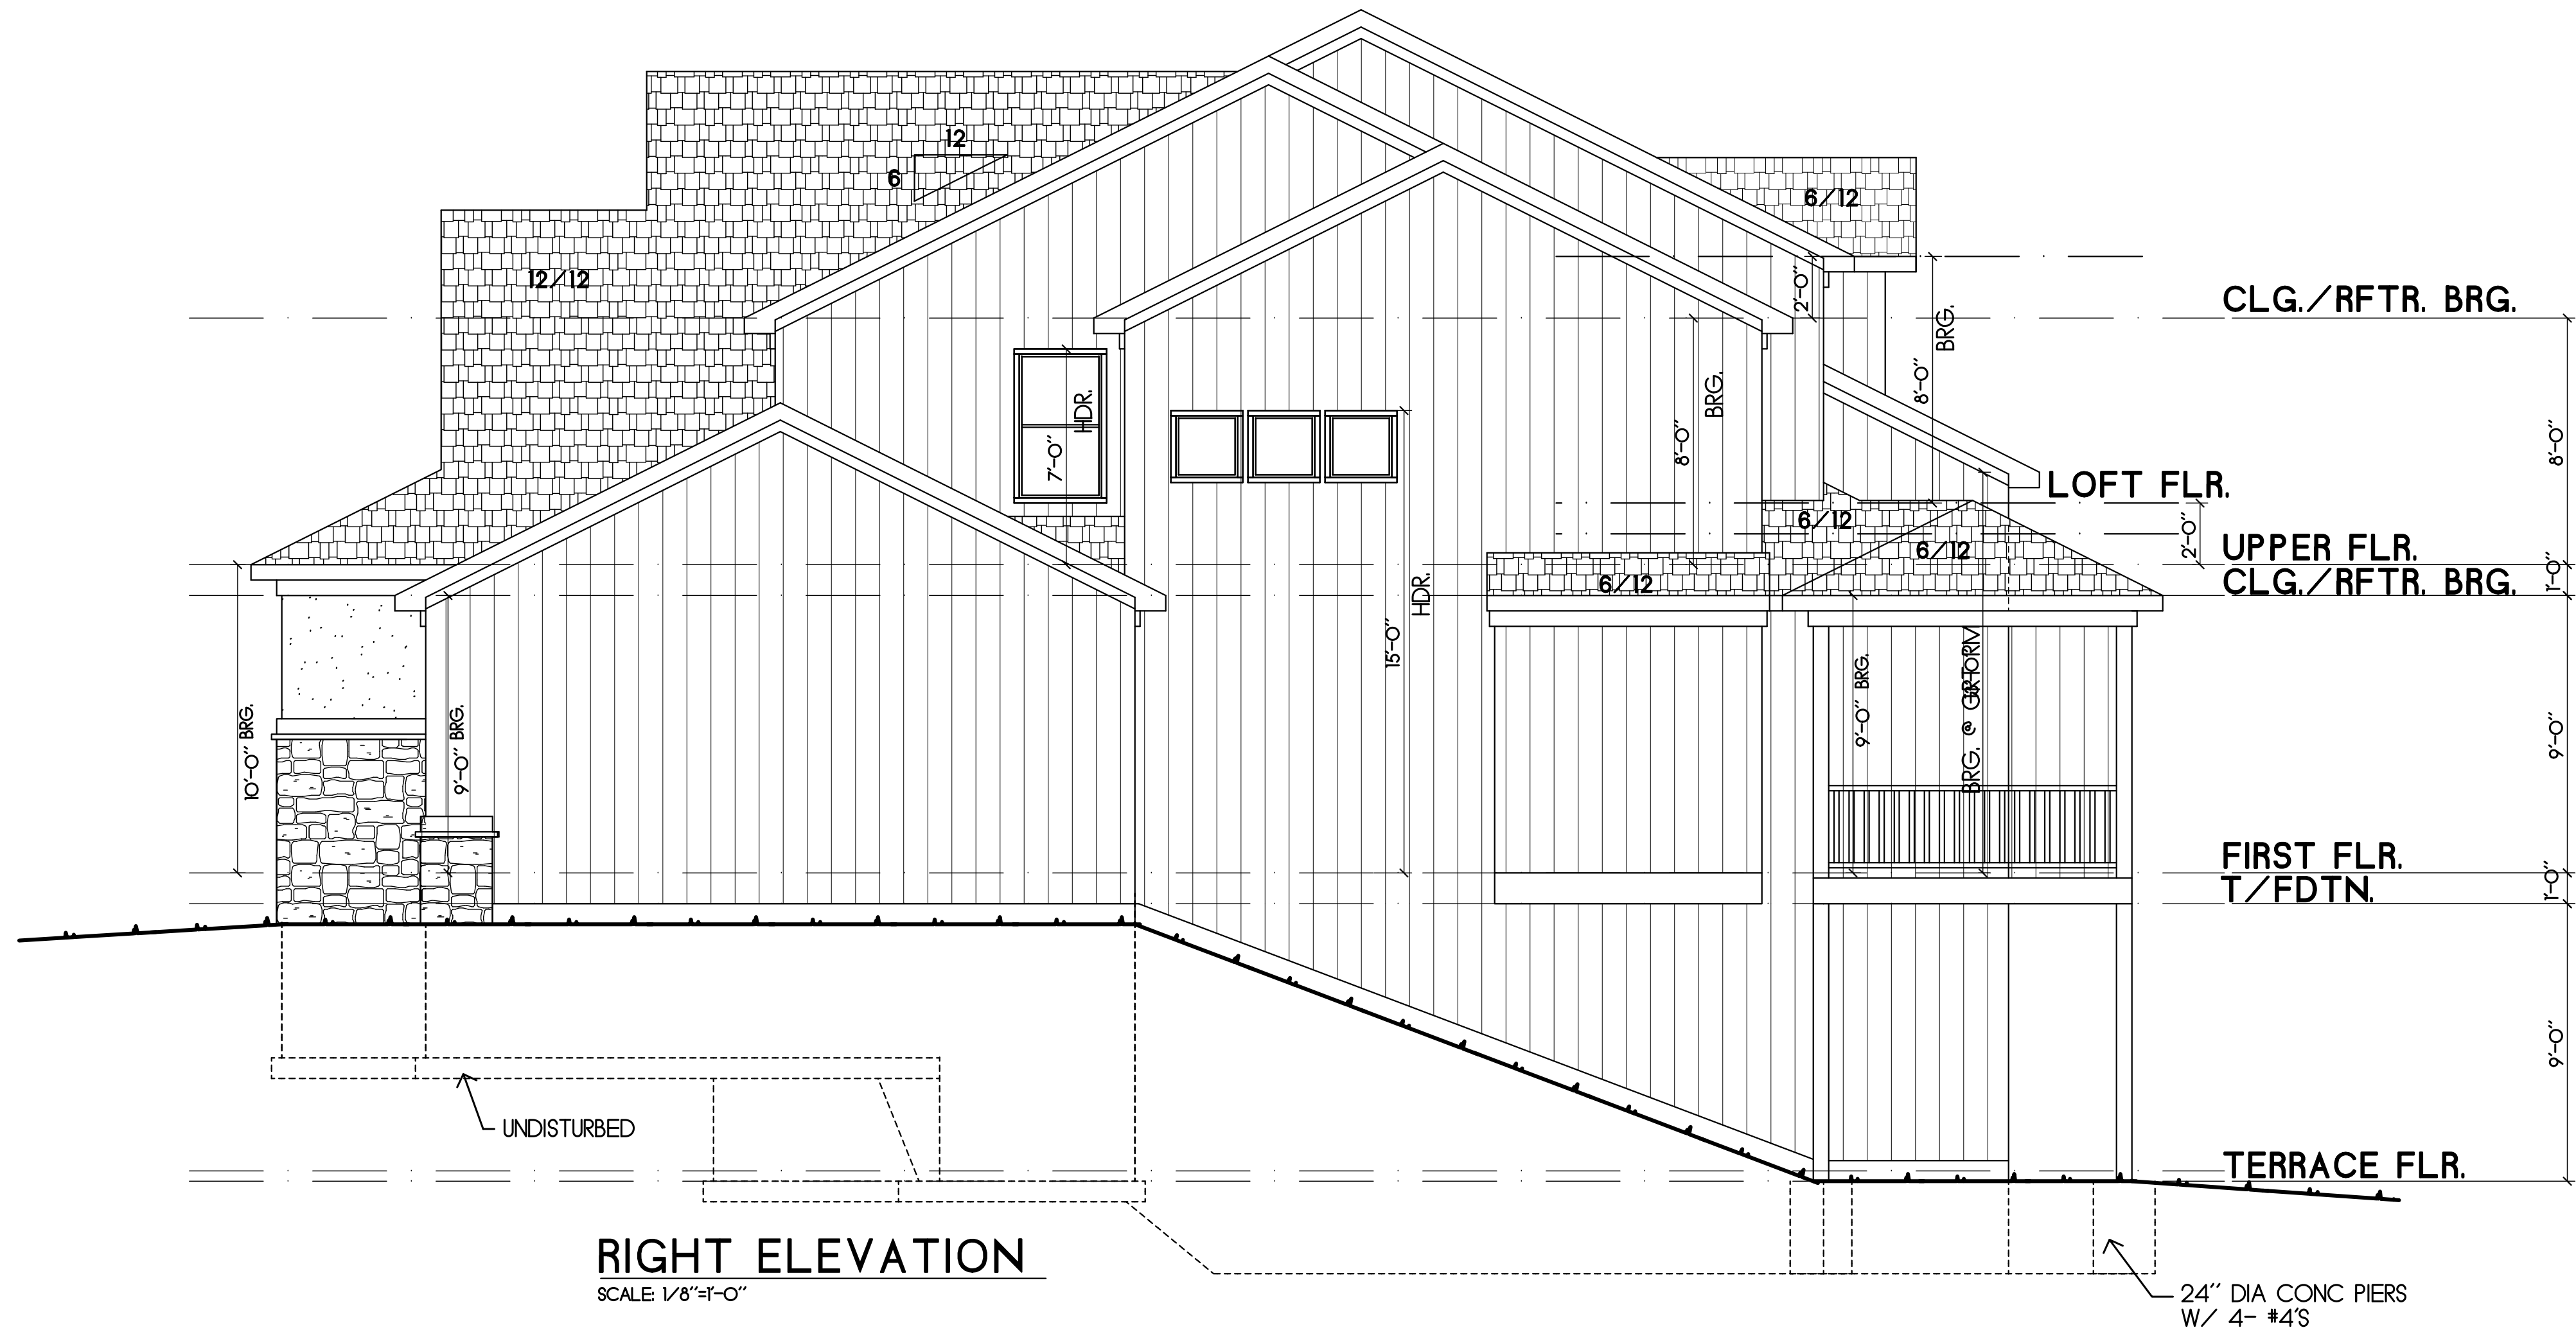 12
6
6/12
12/12
2'-0"
CLG./RFTR. BRG.
BRG.
8'-0"
HDR.
7'-0"
BRG.
8'-0"
8'-0"
LOFT FLR.
6/12
2'-0"
6/12
UPPER FLR.
6/12
CLG./RFTR. BRG.
1'-0"
HDR.
15'-0"
10'-0" BRG.
9'-0" BRG.
9'-0" BRG.
BRG. @
9'-0"
FIRST FLR.
T/FDTN.
1'-0"
9'-0"
UNDISTURBED
TERRACE FLR.
RIGHT ELEVATION
SCALE: 1/8"=1'-0"
24" DIA CONC PIERS
W/ 4- #4'S